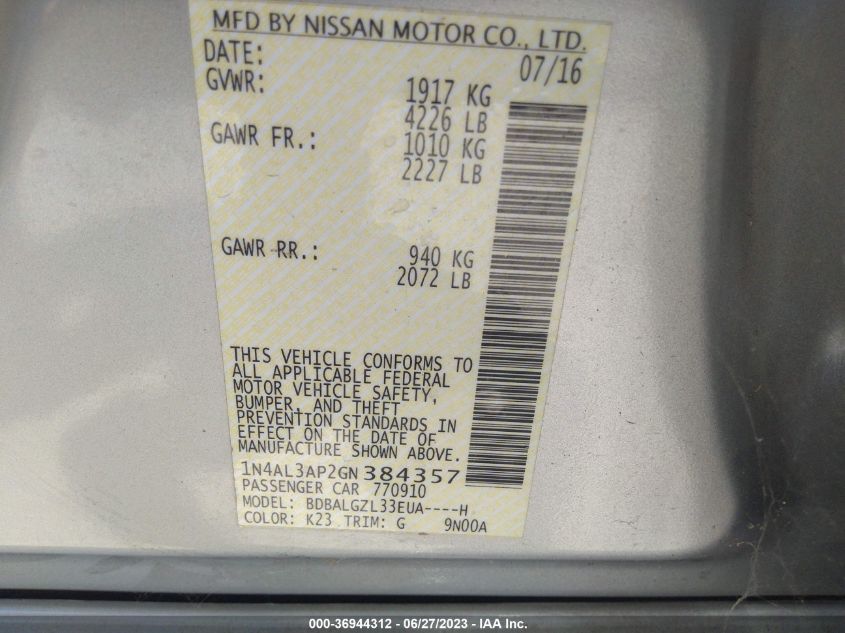 MFD BY NISSAN MOTOR CO., LTD.
DATE: 07/16
GVWR: 1917 KG
4226 LB
GAWR FR.: 1010 KG
2227 LB
GAWR RR.: 940 KG
2072 LB
THIS VEHICLE CONFORMS TO
ALL APPLICABLE FEDERAL
MOTOR VEHICLE SAFETY,
BUMPER, AND THEFT
PREVENTION STANDARDS IN
EFFECT ON THE DATE OF
MANUFACTURE SHOWN ABOVE.
1N4AL3AP2GN384357
PASSENGER CAR 770910
MODEL: BDBALGZL33EUA----H
COLOR: K23 TRIM: G 9N00A
000-36944312 - 06/27/2023 - IAA Inc.